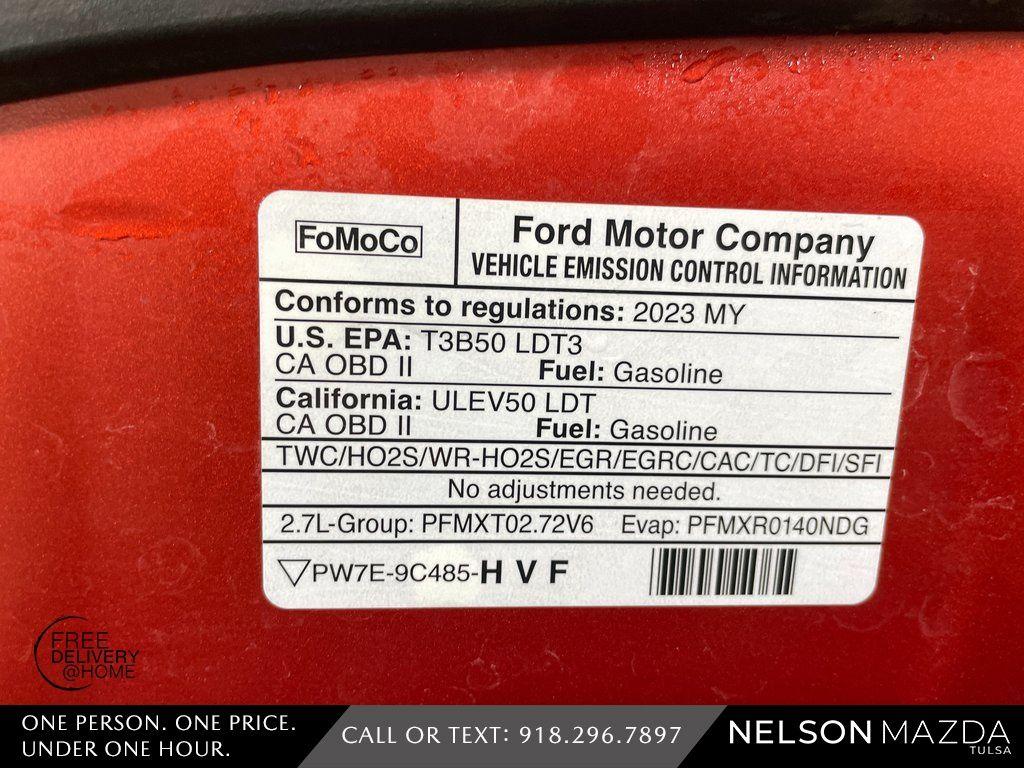 FoMoCo
Ford Motor Company
VEHICLE EMISSION CONTROL INFORMATION
Conforms to regulations: 2023 MY
U.S. EPA: T3B50 LDT3
CA OBD II Fuel: Gasoline
California: ULEV50 LDT
CA OBD II Fuel: Gasoline
TWC/HO2S/WR-HO2S/EGR/EGRC/CAC/TC/DFI/SFI
No adjustments needed.
2.7L-Group: PFMXT02.72V6 Evap: PFMXR0140NDG
PW7E-9C485-H V F
FREE
DELIVERY
@HOME
ONE PERSON. ONE PRICE.
UNDER ONE HOUR.
CALL OR TEXT: 918.296.7897
NELSON MAZDA
TULSA